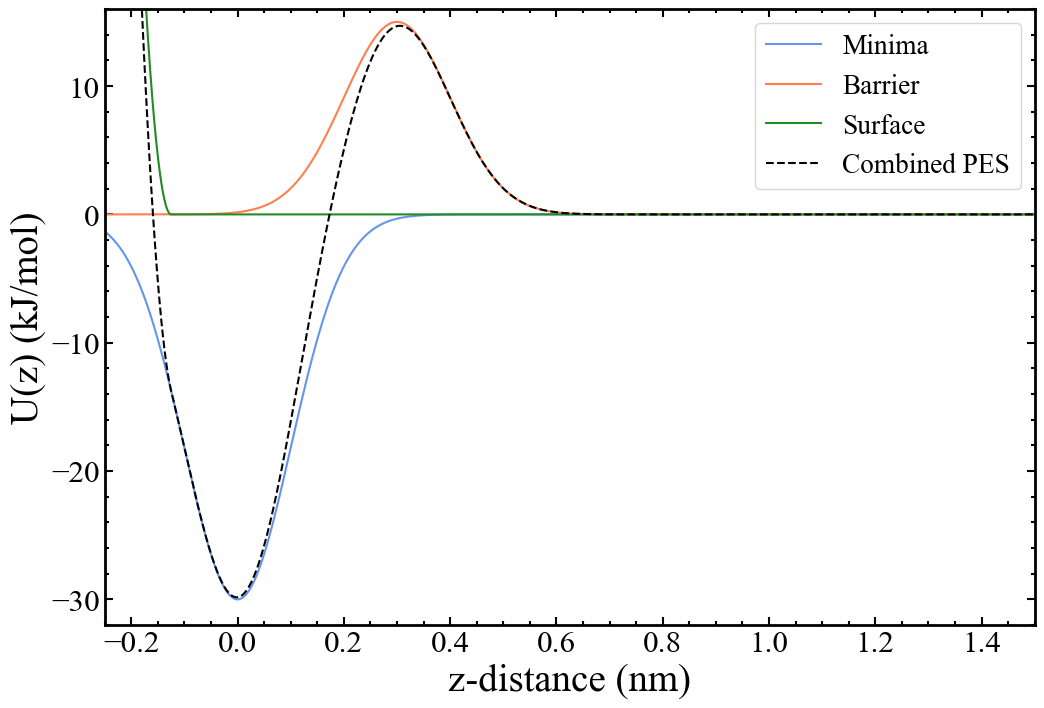 Minima
Barrier
Surface
Combined PES
U(z) (kJ/mol)
10
0
−10
−20
−30
−0.2 0.0 0.2 0.4 0.6 0.8 1.0 1.2 1.4
z-distance (nm)